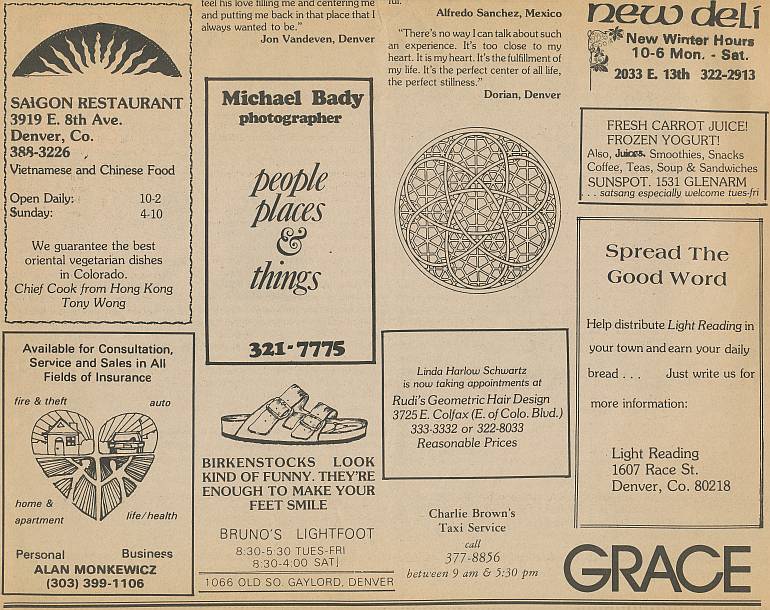 feel his love filling me and centering me
and putting me back in that place that I
always wanted to be."
Jon Vandeven, Denver
ful.
Alfredo Sanchez, Mexico
"There's no way I can talk about such
an experience. It's too close to my
heart. It is my heart. It's the fulfillment of
my life. It's the perfect center of all life,
the perfect stillness."
Dorian, Denver
new deli
New Winter Hours
10-6 Mon. - Sat.
2033 E. 13th 322-2913
SAIGON RESTAURANT
3919 E. 8th Ave.
Denver, Co.
388-3226
Vietnamese and Chinese Food
Open Daily: 10-2
Sunday: 4-10
We guarantee the best
oriental vegetarian dishes
in Colorado.
Chief Cook from Hong Kong
Tony Wong
Michael Bady
photographer
people
places
&
things
321-7775
FRESH CARROT JUICE!
FROZEN YOGURT!
Also, Juices, Smoothies, Snacks
Coffee, Teas, Soup & Sandwiches
SUNSPOT. 1531 GLENARM
. . . satsang especially welcome tues-fri
Spread The
Good Word
Help distribute Light Reading in
your town and earn your daily
bread . . . Just write us for
more information:
Light Reading
1607 Race St.
Denver, Co. 80218
Available for Consultation,
Service and Sales in All
Fields of Insurance
fire & theft auto
home &
apartment life/health
Personal Business
ALAN MONKEWICZ
(303) 399-1106
BIRKENSTOCKS LOOK
KIND OF FUNNY. THEY'RE
ENOUGH TO MAKE YOUR
FEET SMILE
BRUNO'S LIGHTFOOT
8:30-5:30 TUES-FRI
8:30-4:00 SAT
1066 OLD SO. GAYLORD, DENVER
Linda Harlow Schwartz
is now taking appointments at
Rudi's Geometric Hair Design
3725 E. Colfax (E. of Colo. Blvd.)
333-3332 or 322-8033
Reasonable Prices
Charlie Brown's
Taxi Service
call
377-8856
between 9 am & 5:30 pm
GRACE